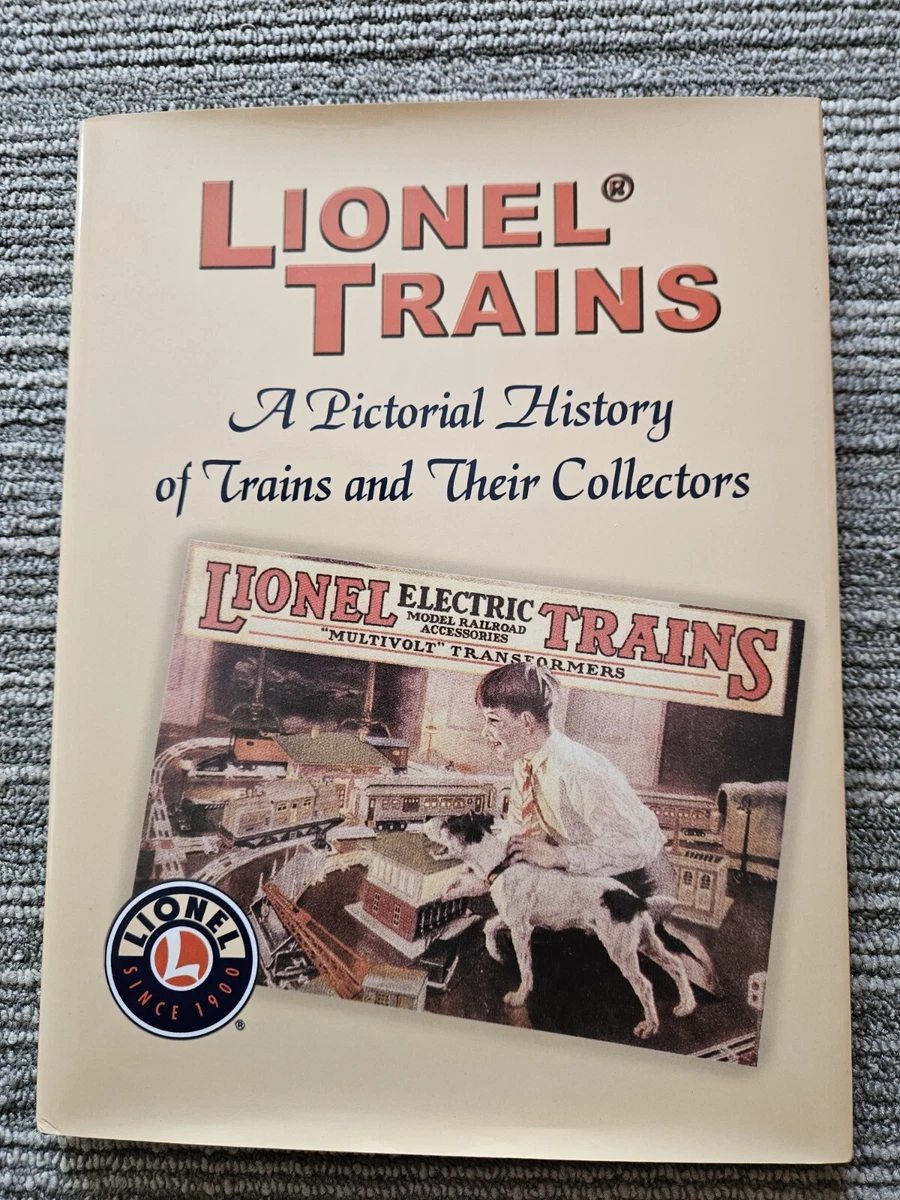 LIONEL®
TRAINS
A Pictorial History
of Trains and Their Collectors
LIONEL ELECTRIC TRAINS
MODEL RAILROAD
ACCESSORIES
"MULTIVOLT" TRANSFORMERS
LIONEL
L
SINCE 1900
®